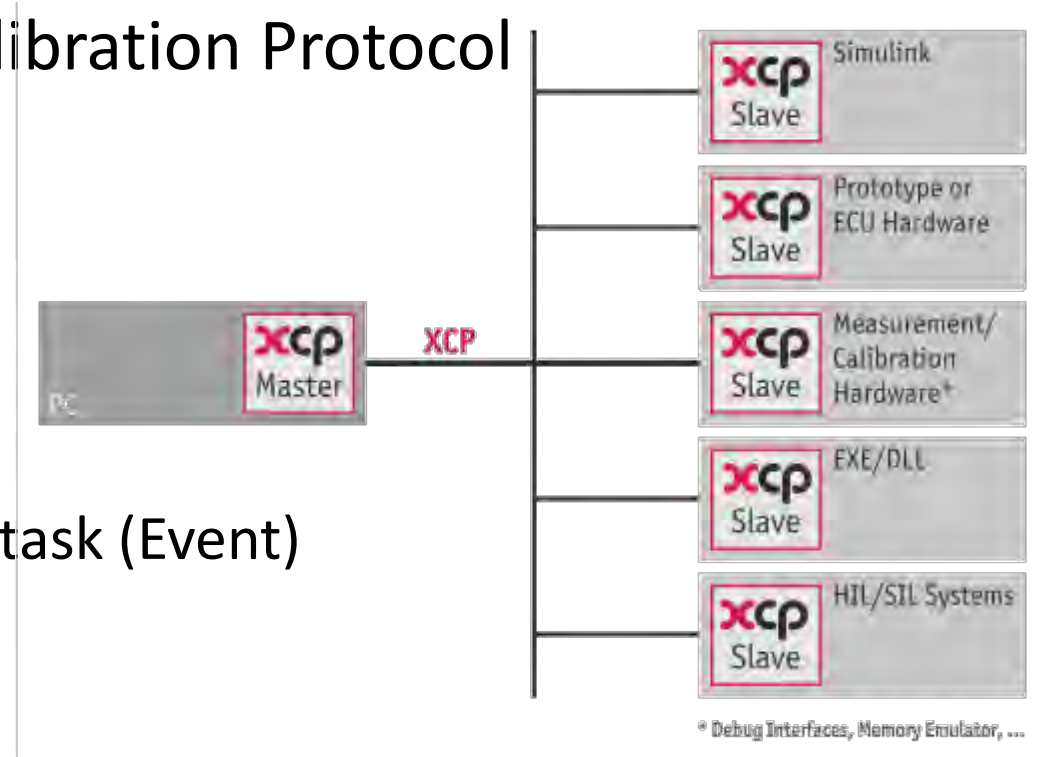 libration Protocol
xcp
Slave
Simulink
xcp
Slave
Prototype or
ECU Hardware
PC
xcp
Master
XCP
xcp
Slave
Measurement/
Calibration
Hardware*
xcp
Slave
EXE/DLL
task (Event)
xcp
Slave
HIL/SIL Systems
* Debug Interfaces, Memory Emulator, ...